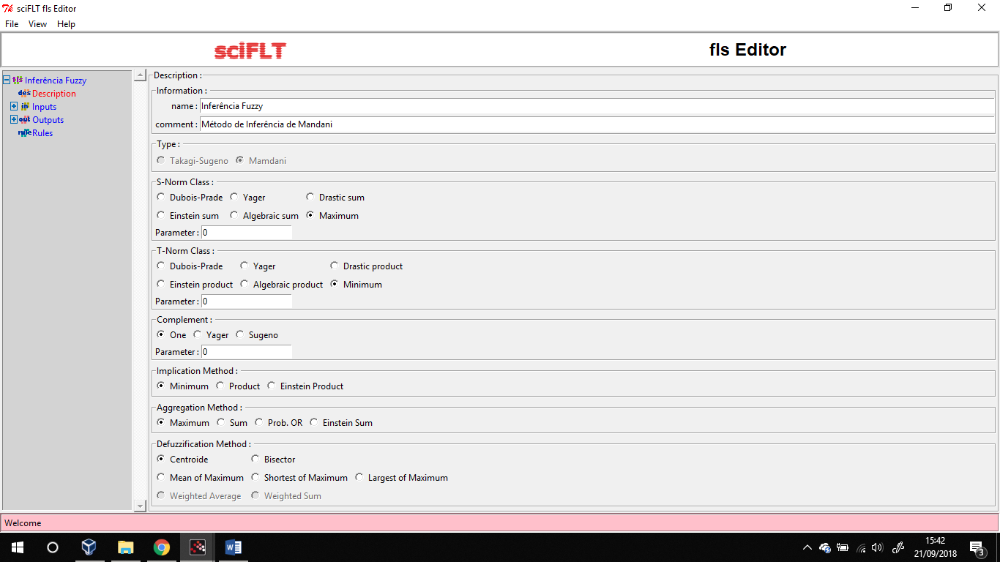 sciFLT fls Editor
File View Help
sciFLT fls Editor
Inferência Fuzzy
Description
Inputs
Outputs
Rules
Description :
Information :
name : Inferência Fuzzy
comment : Método de Inferência de Mandani
Type :
Takagi-Sugeno Mamdani
S-Norm Class :
Dubois-Prade Yager Drastic sum
Einstein sum Algebraic sum Maximum
Parameter : 0
T-Norm Class :
Dubois-Prade Yager Drastic product
Einstein product Algebraic product Minimum
Parameter : 0
Complement :
One Yager Sugeno
Parameter : 0
Implication Method :
Minimum Product Einstein Product
Aggregation Method :
Maximum Sum Prob. OR Einstein Sum
Defuzzification Method :
Centroide Bisector
Mean of Maximum Shortest of Maximum Largest of Maximum
Weighted Average Weighted Sum
Welcome
15:42
21/09/2018
3